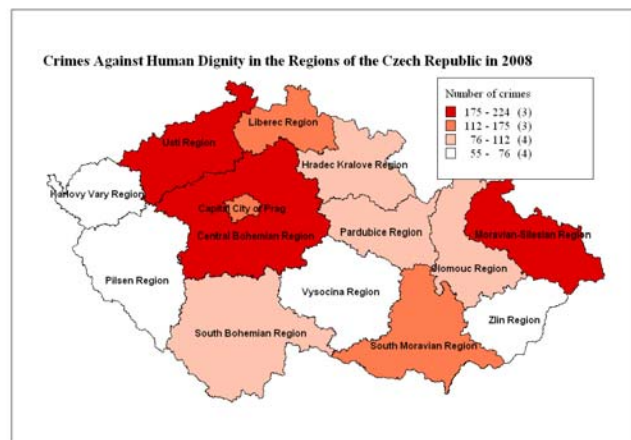 Crimes Against Human Dignity in the Regions of the Czech Republic in 2008
Number of crimes
175 - 224 (3)
112 - 175 (3)
76 - 112 (4)
55 - 76 (4)
Liberec Region
Usti Region
Hradec Kralove Region
Karlovy Vary Region
Capital City of Prag
Central Bohemian Region
Pardubice Region
Moravian-Silesian Region
Olomouc Region
Pilsen Region
Vysocina Region
Zlin Region
South Bohemian Region
South Moravian Region